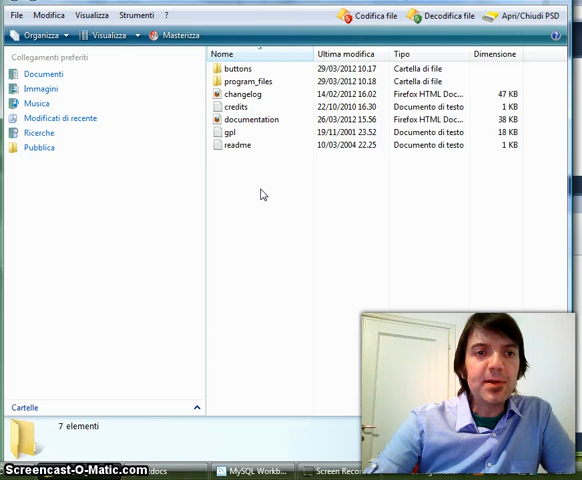 File Modifica Visualizza Strumenti ? Codifica file Decodifica file Apri/Chiudi PSD
Organizza Visualizza Masterizza
Collegamenti preferiti
Documenti
Immagini
Musica
Modificati di recente
Ricerche
Pubblica
Cartelle
Nome Ultima modifica Tipo Dimensione
buttons 29/03/2012 10.17 Cartella di file
program_files 29/03/2012 10.18 Cartella di file
changelog 14/02/2012 16.02 Firefox HTML Doc... 47 KB
credits 22/10/2010 16.30 Documento di testo 1 KB
documentation 26/03/2012 15.56 Firefox HTML Doc... 38 KB
gpl 19/11/2001 23.52 Documento di testo 18 KB
readme 10/03/2004 22.25 Documento di testo 1 KB
7 elementi
Screencast-O-Matic.com
docs MySQL Workb... Screen Recor